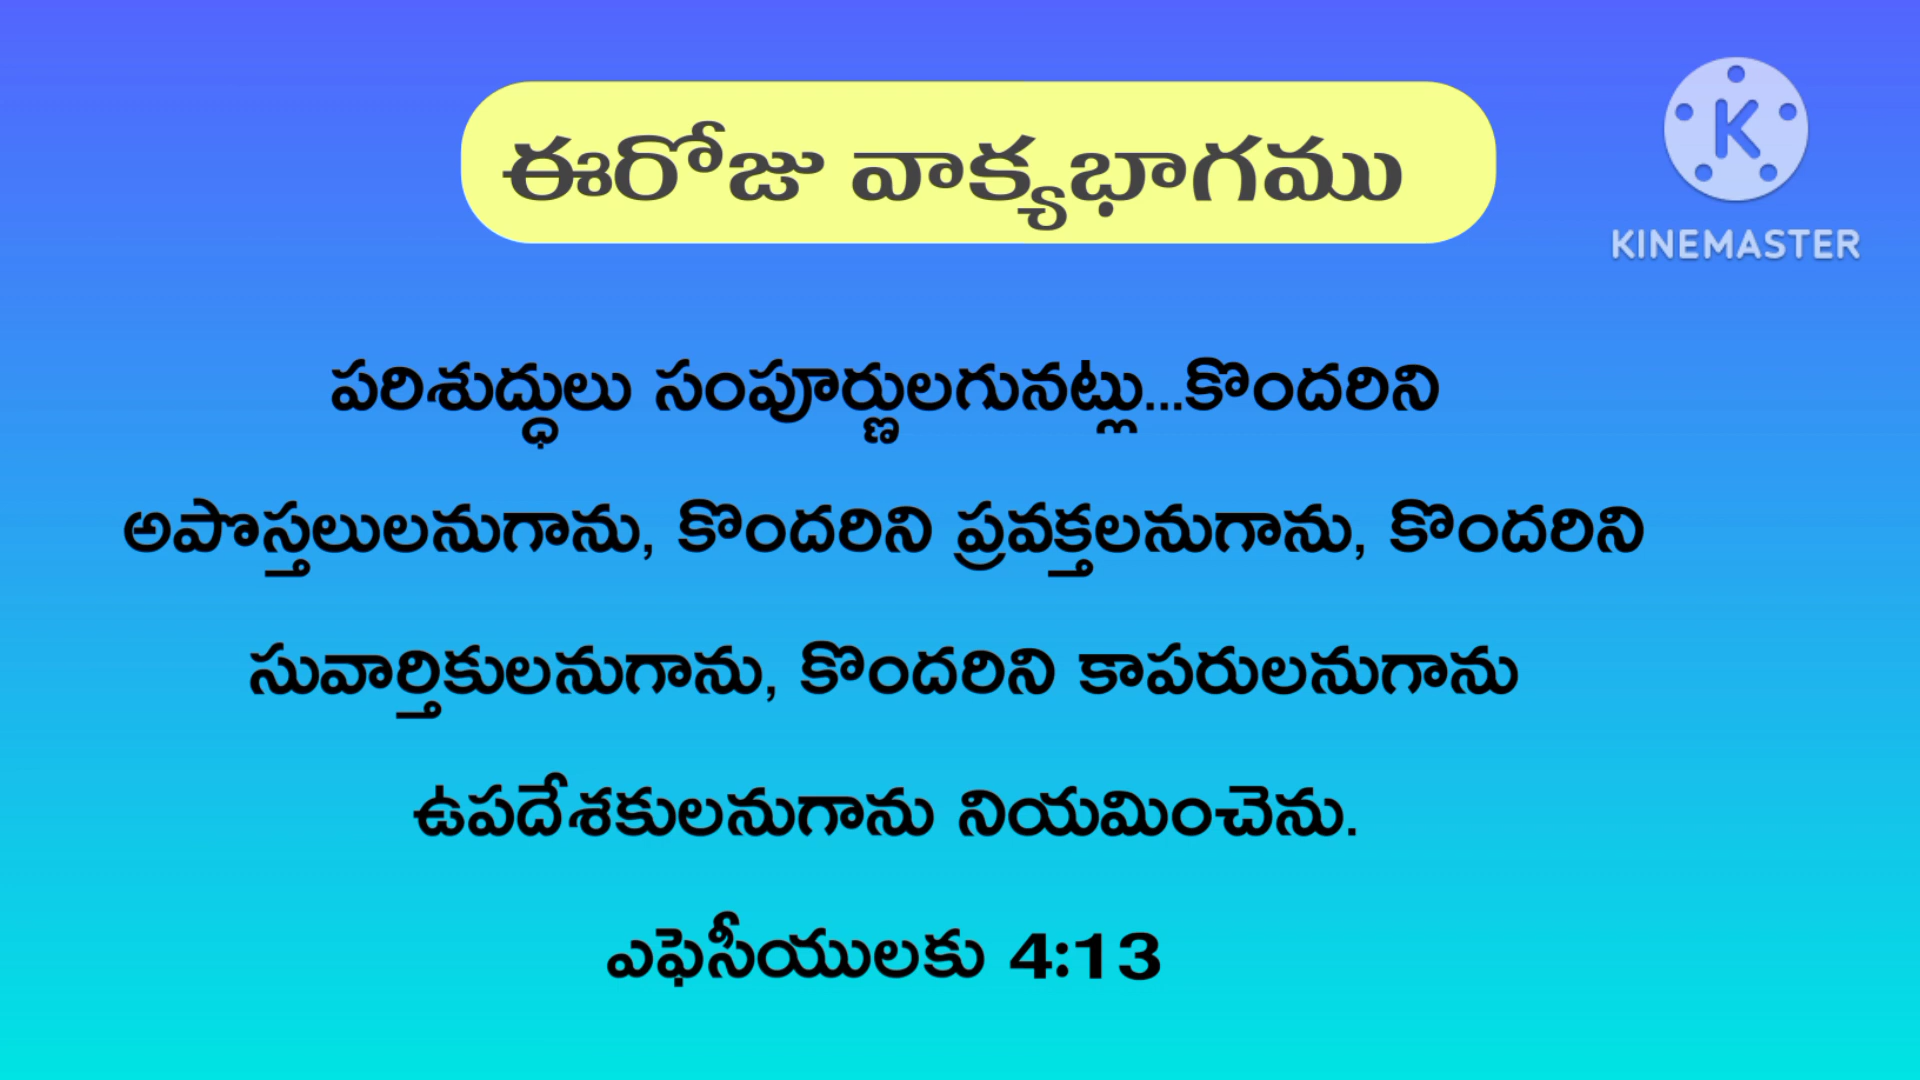 ఈరోజు వాక్యభాగము
KINEMASTER
పరిశుద్ధులు సంపూర్ణులగునట్లు...కొందరిని
అపొస్తలులనుగాను, కొందరిని ప్రవక్తలనుగాను, కొందరిని
సువార్తికులనుగాను, కొందరిని కాపరులనుగాను
ఉపదేశకులనుగాను నియమించెను.
ఎఫెసీయులకు 4:13